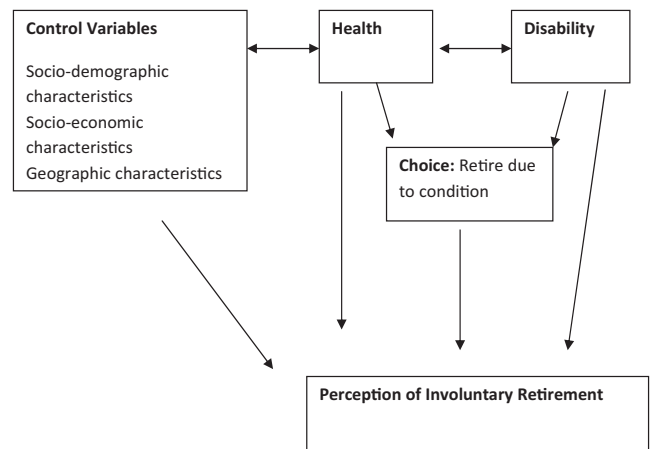 Control Variables
Socio-demographic
characteristics
Socio-economic
characteristics
Geographic characteristics
Health
Disability
Choice: Retire due
to condition
Perception of Involuntary Retirement